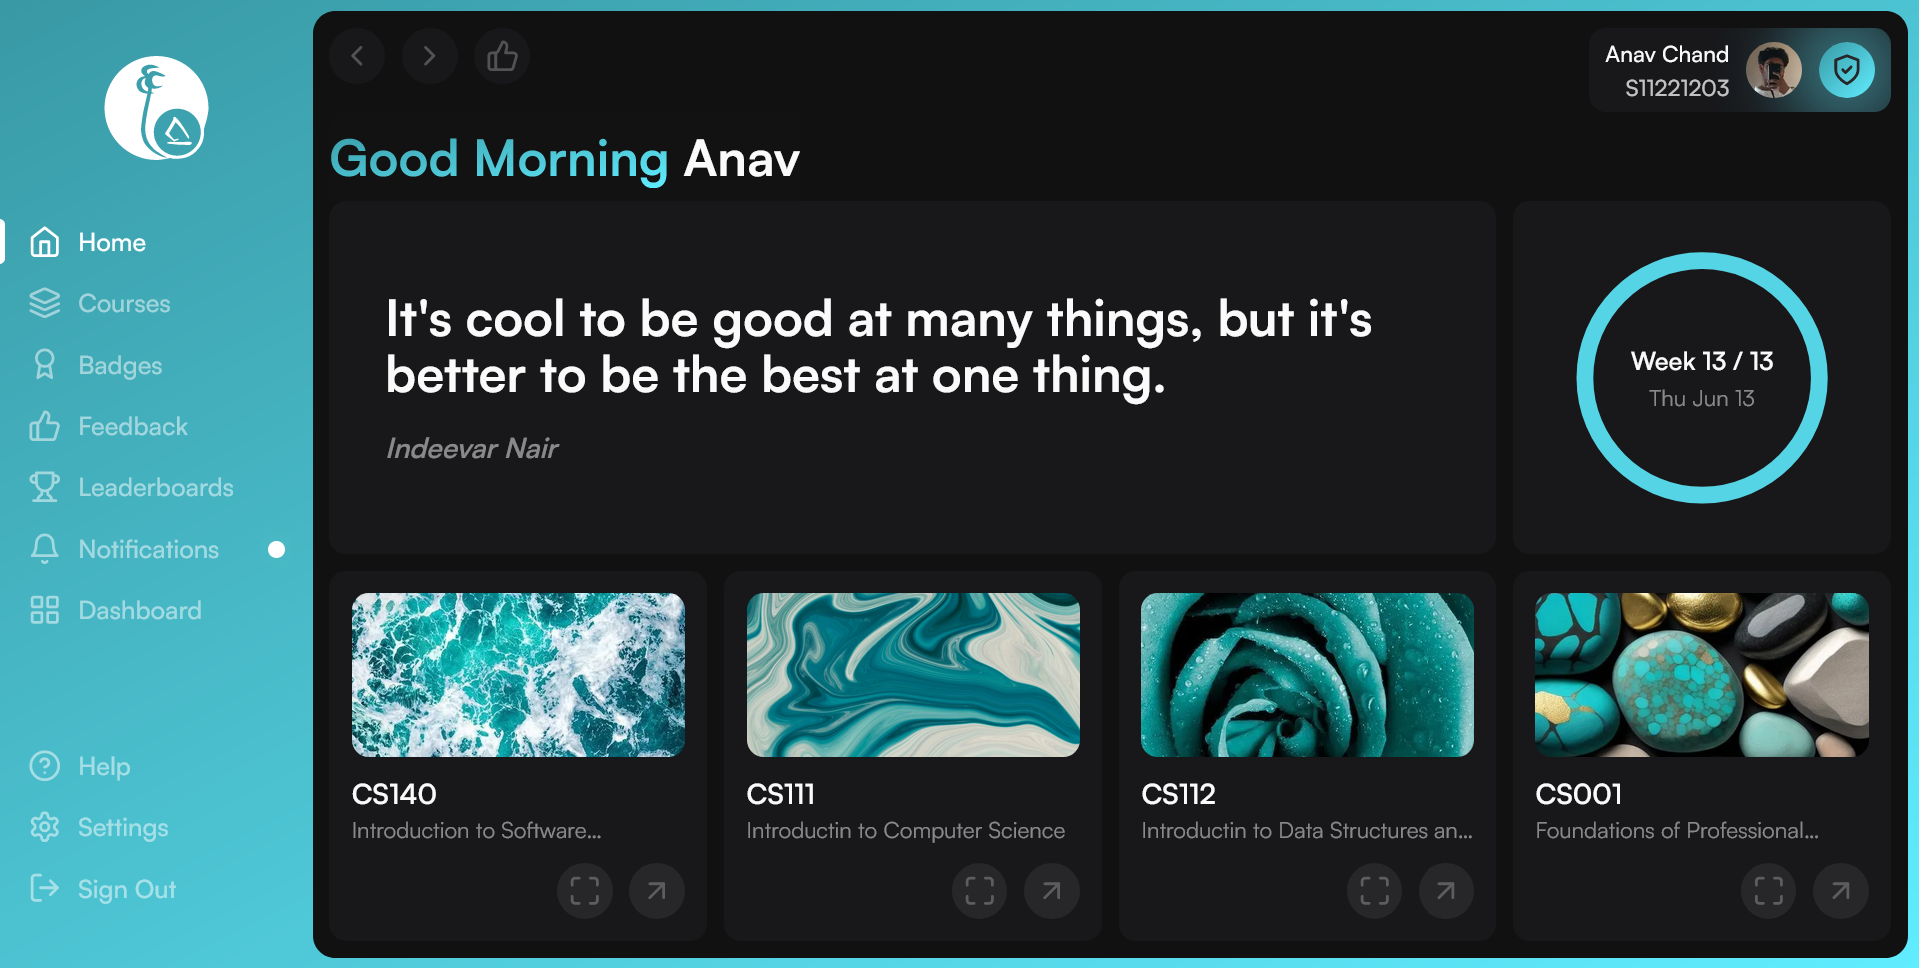 Home
Courses
Badges
Feedback
Leaderboards
Notifications
Dashboard
Help
Settings
Sign Out
Anav Chand
S11221203
Good Morning Anav
It's cool to be good at many things, but it's
better to be the best at one thing.
Indeevar Nair
Week 13 / 13
Thu Jun 13
CS140
Introduction to Software...
CS111
Introductin to Computer Science
CS112
Introductin to Data Structures an...
CS001
Foundations of Professional...